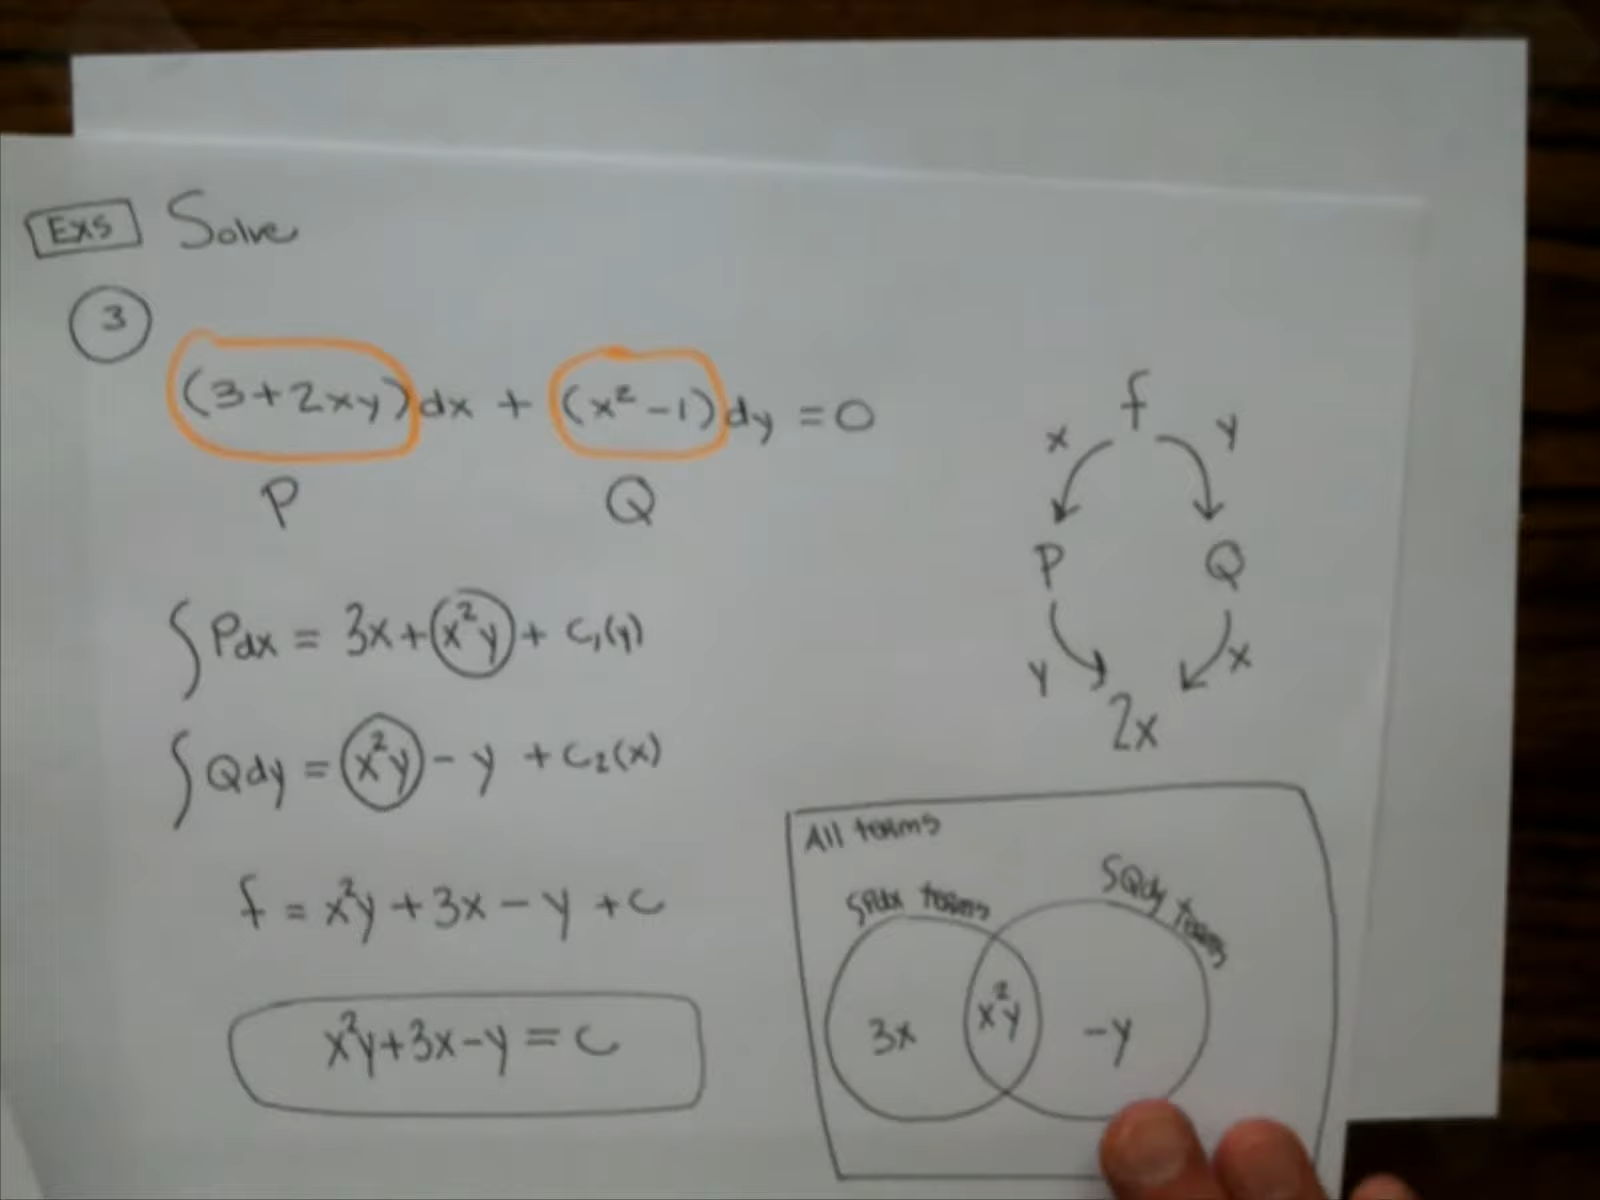 Exs Solve
3
(3+2xy)dx + (x²-1)dy = 0
P Q
∫Pdx = 3x + x²y + c₁(y)
∫Qdy = x²y - y + c₂(x)
f = x²y + 3x - y + c
x²y+3x-y = c
f
x y
P Q
y x
2x
All terms
∫Pdx terms ∫Qdy terms
3x x²y -y